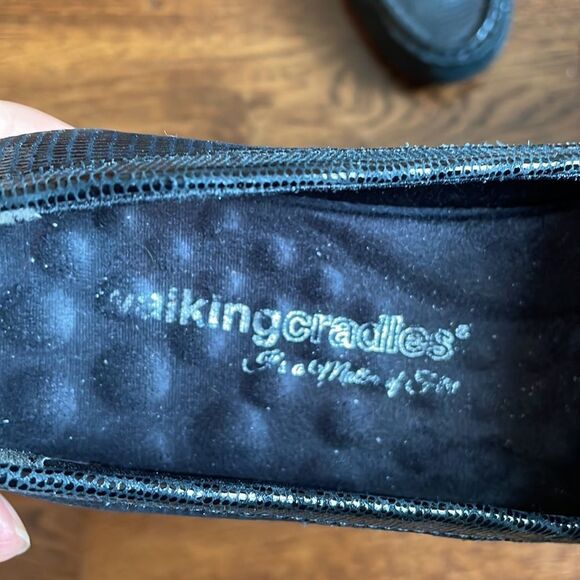 walkingcradles®
It's a Matter of Fit!